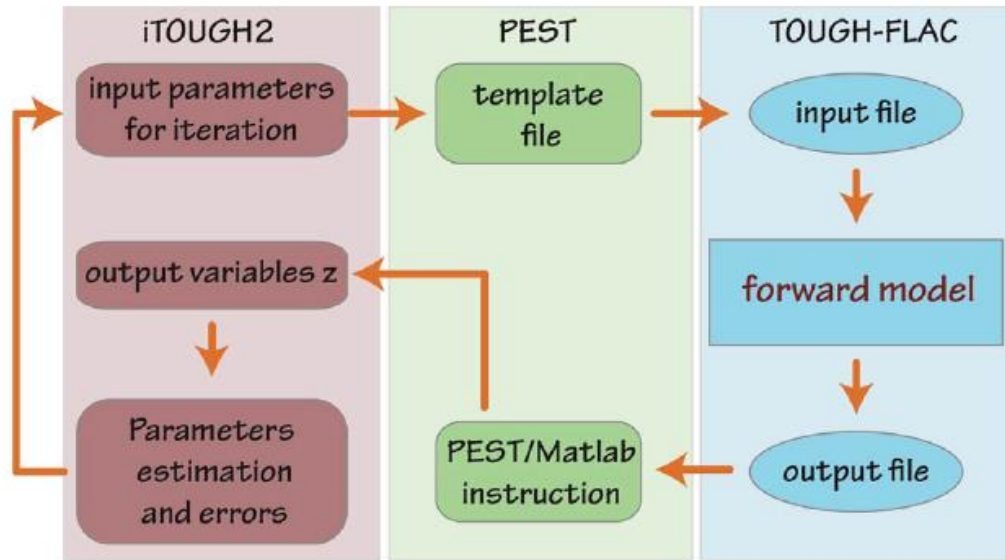 iTOUGH2
PEST
TOUGH-FLAC
input parameters
for iteration
template
file
input file
output variables z
forward model
Parameters
estimation
and errors
PEST/Matlab
instruction
output file